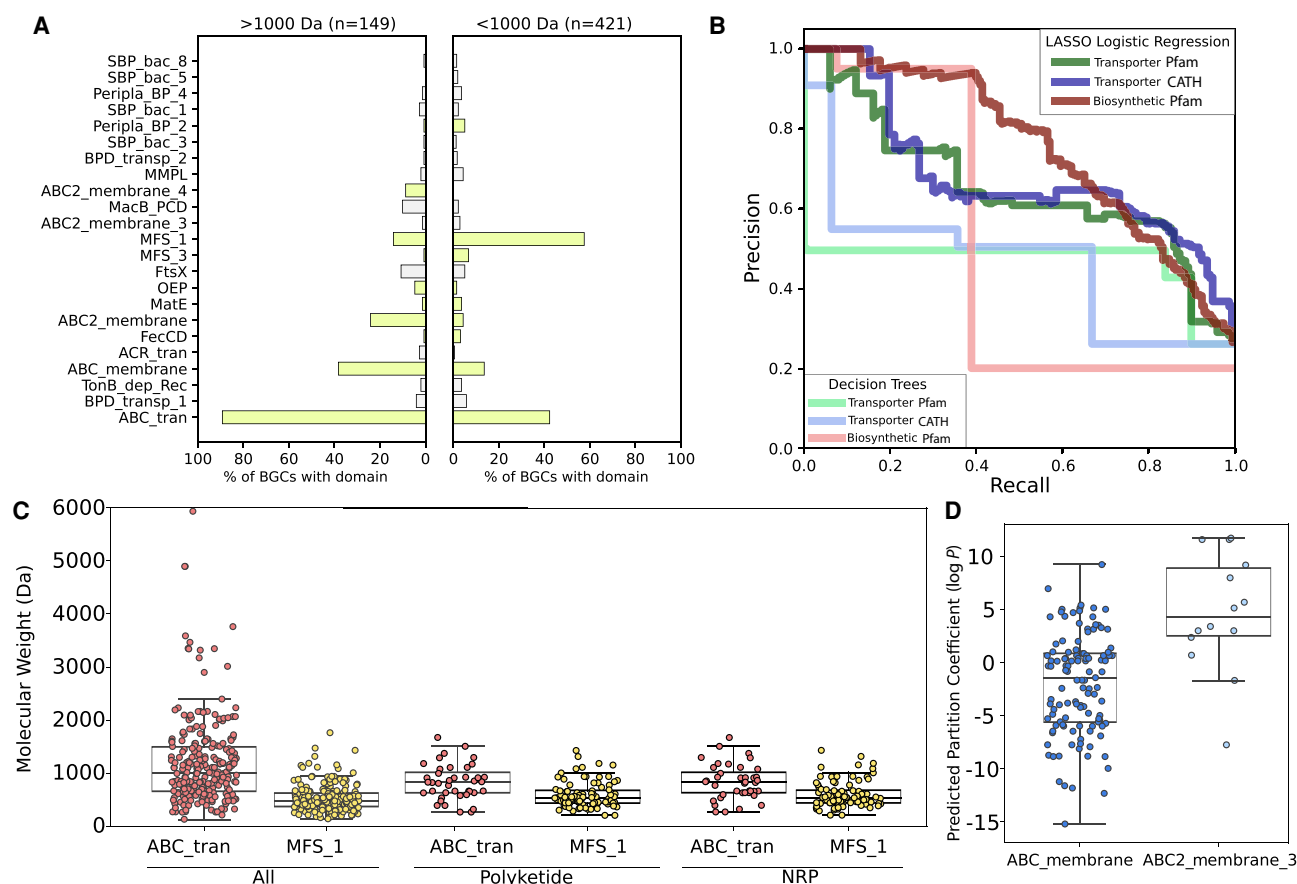 A
>1000 Da (n=149)
<1000 Da (n=421)
SBP_bac_8
SBP_bac_5
Peripla_BP_4
SBP_bac_1
Peripla_BP_2
SBP_bac_3
BPD_transp_2
MMPL
ABC2_membrane_4
MacB_PCD
ABC2_membrane_3
MFS_1
MFS_3
FtsX
OEP
MatE
ABC2_membrane
FecCD
ACR_tran
ABC_membrane
TonB_dep_Rec
BPD_transp_1
ABC_tran
100 80 60 40 20 0
0 20 40 60 80 100
% of BGCs with domain
% of BGCs with domain
B
LASSO Logistic Regression
Transporter Pfam
Transporter CATH
Biosynthetic Pfam
Precision
1.0
0.8
0.6
0.4
0.2
0.0
Decision Trees
Transporter Pfam
Transporter CATH
Biosynthetic Pfam
0.0 0.2 0.4 0.6 0.8 1.0
Recall
C
Molecular Weight (Da)
6000
5000
4000
3000
2000
1000
0
ABC_tran MFS_1 ABC_tran MFS_1 ABC_tran MFS_1
All Polyketide NRP
D
Predicted Partition Coefficient (log P)
10
5
0
-5
-10
-15
ABC_membrane ABC2_membrane_3